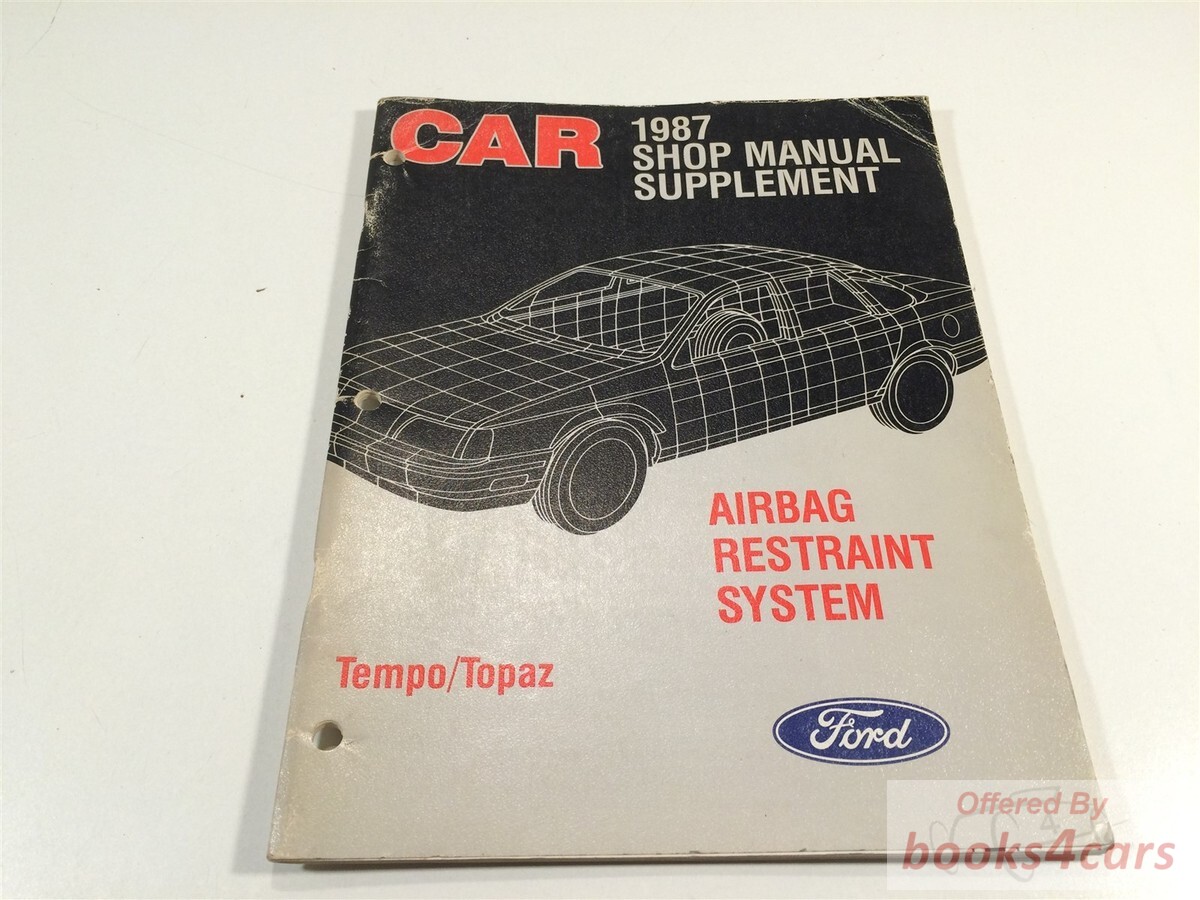 CAR
1987
SHOP MANUAL
SUPPLEMENT
AIRBAG
RESTRAINT
SYSTEM
Tempo/Topaz
Ford
Offered By
books4cars